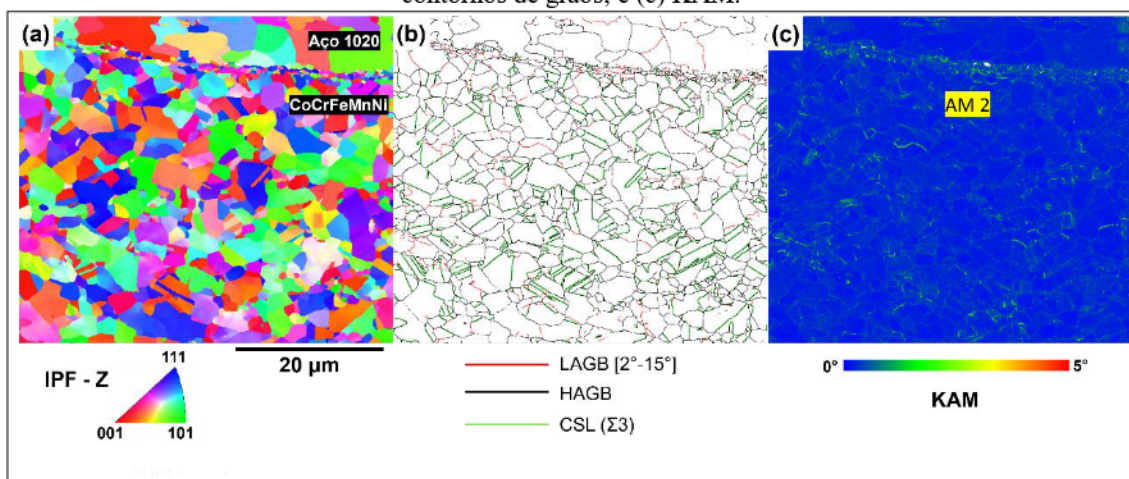 contornos de grãos, e (c) KAM.
(a)
Aço 1020
CoCrFeMnNi
(b)
(c)
AM 2
20 µm
IPF - Z
111
001
101
LAGB [2°-15°]
HAGB
CSL (Σ3)
0°
5°
KAM